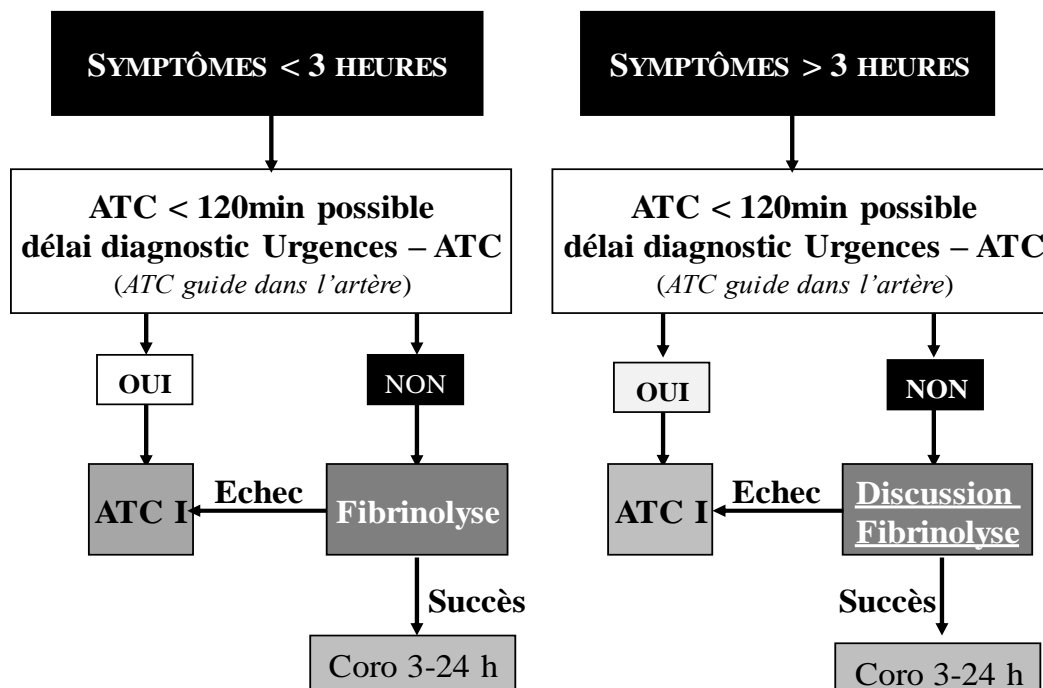 SYMPTÔMES < 3 HEURES
ATC < 120min possible
délai diagnostic Urgences – ATC
(ATC guide dans l'artère)
OUI
NON
ATC I
Echec
Fibrinolyse
Succès
Coro 3-24 h
SYMPTÔMES > 3 HEURES
ATC < 120min possible
délai diagnostic Urgences – ATC
(ATC guide dans l'artère)
OUI
NON
ATC I
Echec
Discussion
Fibrinolyse
Succès
Coro 3-24 h